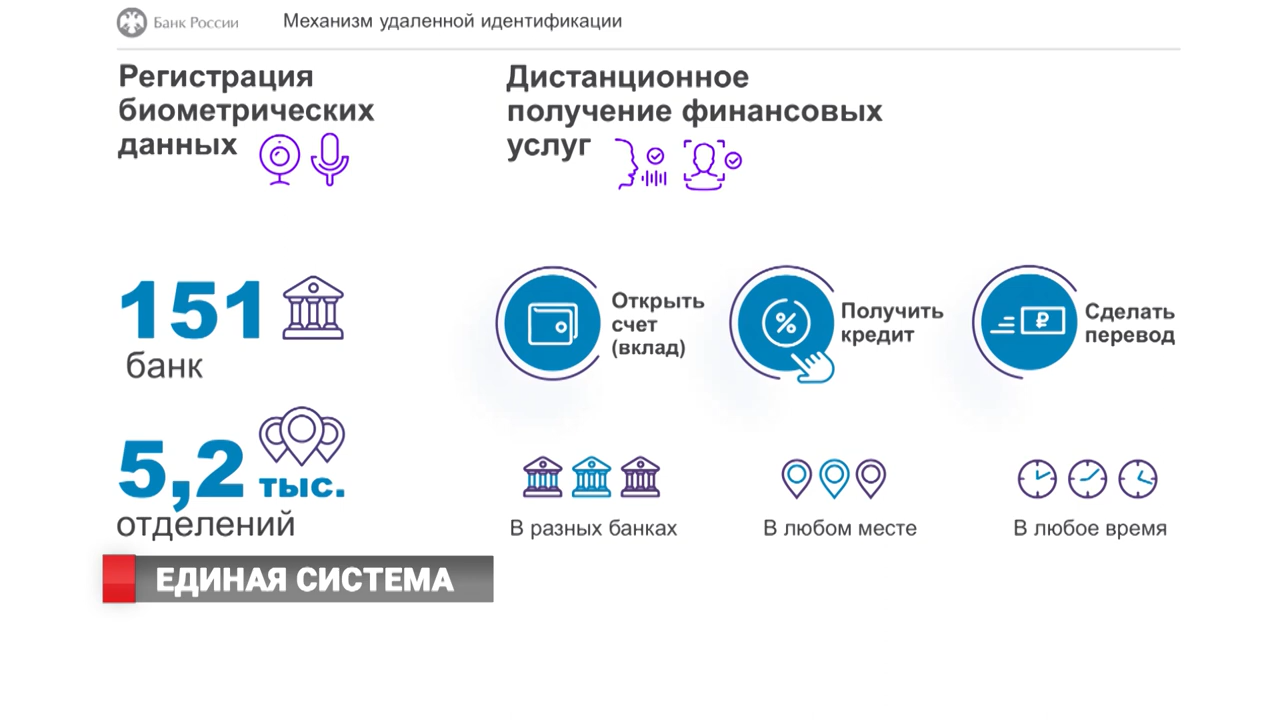 Банк России
Механизм удаленной идентификации
Регистрация
биометрических
данных
Дистанционное
получение финансовых
услуг
151
банк
5,2 тыс.
отделений
Открыть
счет
(вклад)
%
Получить
кредит
₽
Сделать
перевод
В разных банках
В любом месте
В любое время
ЕДИНАЯ СИСТЕМА